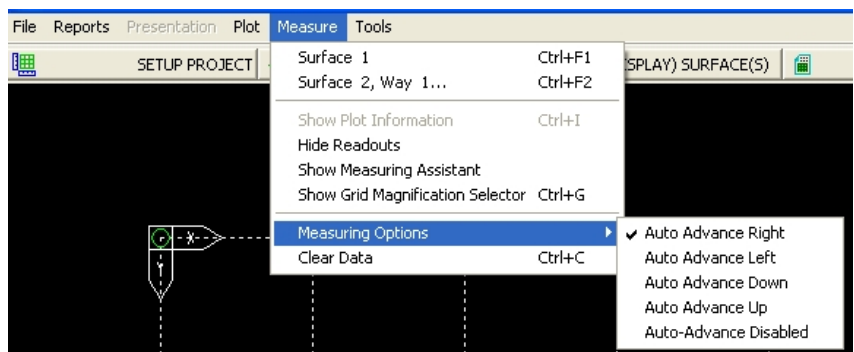 File Reports Presentation Plot Measure Tools
SETUP PROJECT
SPLAY) SURFACE(S)
Surface 1 Ctrl+F1
Surface 2, Way 1... Ctrl+F2
Show Plot Information Ctrl+I
Hide Readouts
Show Measuring Assistant
Show Grid Magnification Selector Ctrl+G
Measuring Options
Clear Data Ctrl+C
Auto Advance Right
Auto Advance Left
Auto Advance Down
Auto Advance Up
Auto-Advance Disabled
X
Y